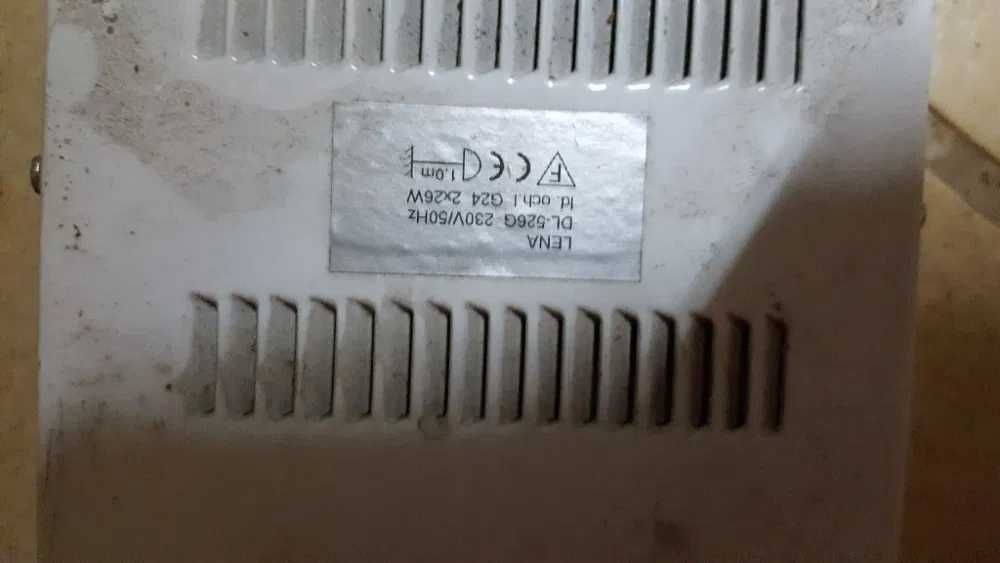 LENA
DL-526G 230V/50Hz
Id. och.I G24 2x26W
F CE 1.0m